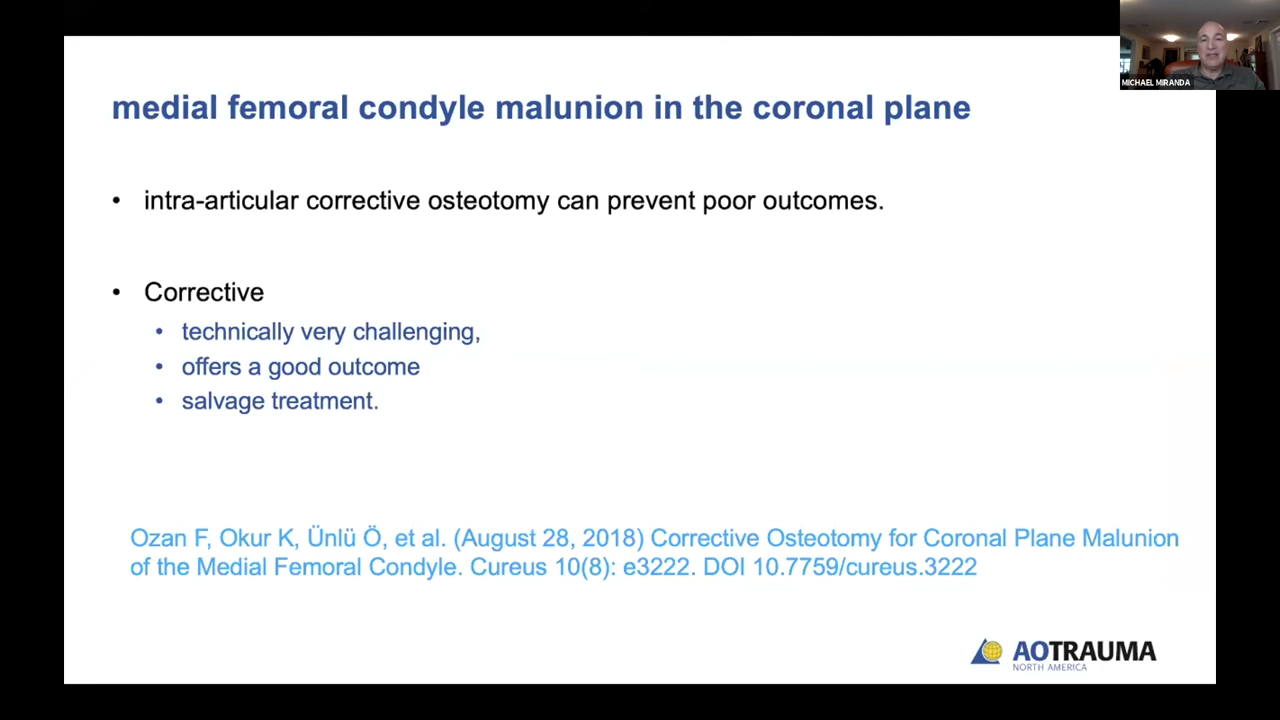 MICHAEL MIRANDA
medial femoral condyle malunion in the coronal plane
• intra-articular corrective osteotomy can prevent poor outcomes.
• Corrective
• technically very challenging,
• offers a good outcome
• salvage treatment.
Ozan F, Okur K, Ünlü Ö, et al. (August 28, 2018) Corrective Osteotomy for Coronal Plane Malunion
of the Medial Femoral Condyle. Cureus 10(8): e3222. DOI 10.7759/cureus.3222
AOTRAUMA
NORTH AMERICA